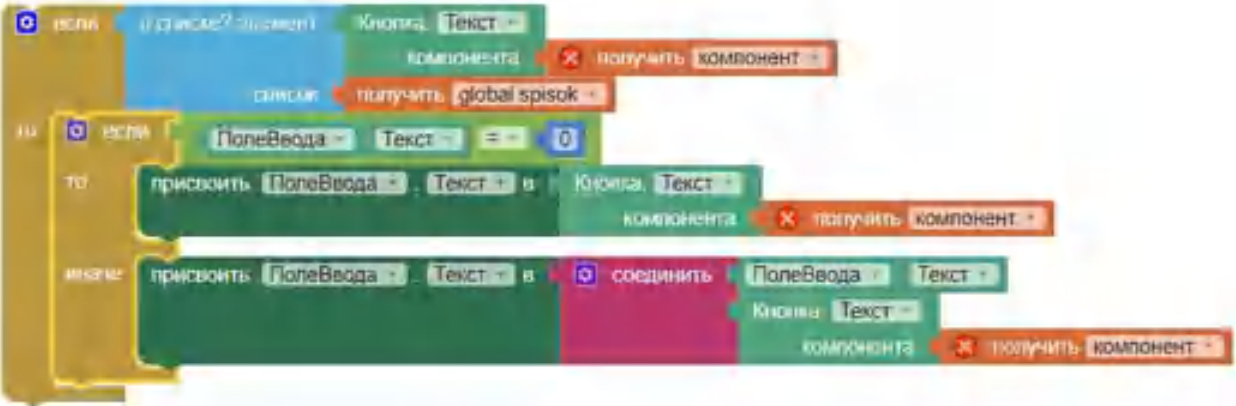 если в списке? элемент Кнопка. Текст
компонента получить компонент
списки получить global spisok
то если ПолеВвода . Текст = 0
то присвоить ПолеВвода . Текст в Кнопка. Текст
компонента получить компонент
иначе присвоить ПолеВвода . Текст в соединить ПолеВвода . Текст
Кнопка. Текст
компонента получить компонент